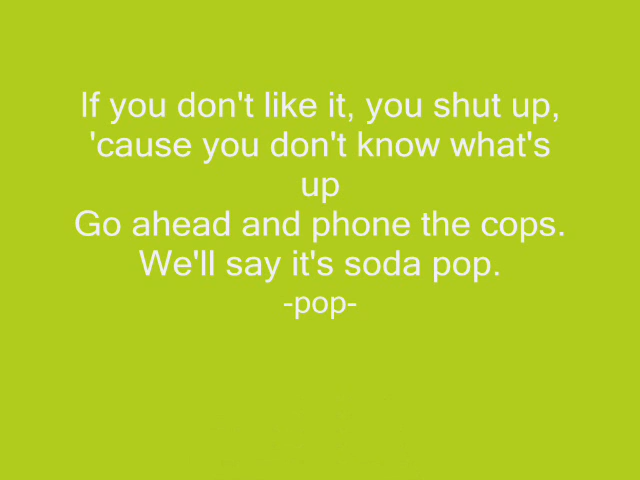 If you don't like it, you shut up,
'cause you don't know what's
up
Go ahead and phone the cops.
We'll say it's soda pop.
-pop-